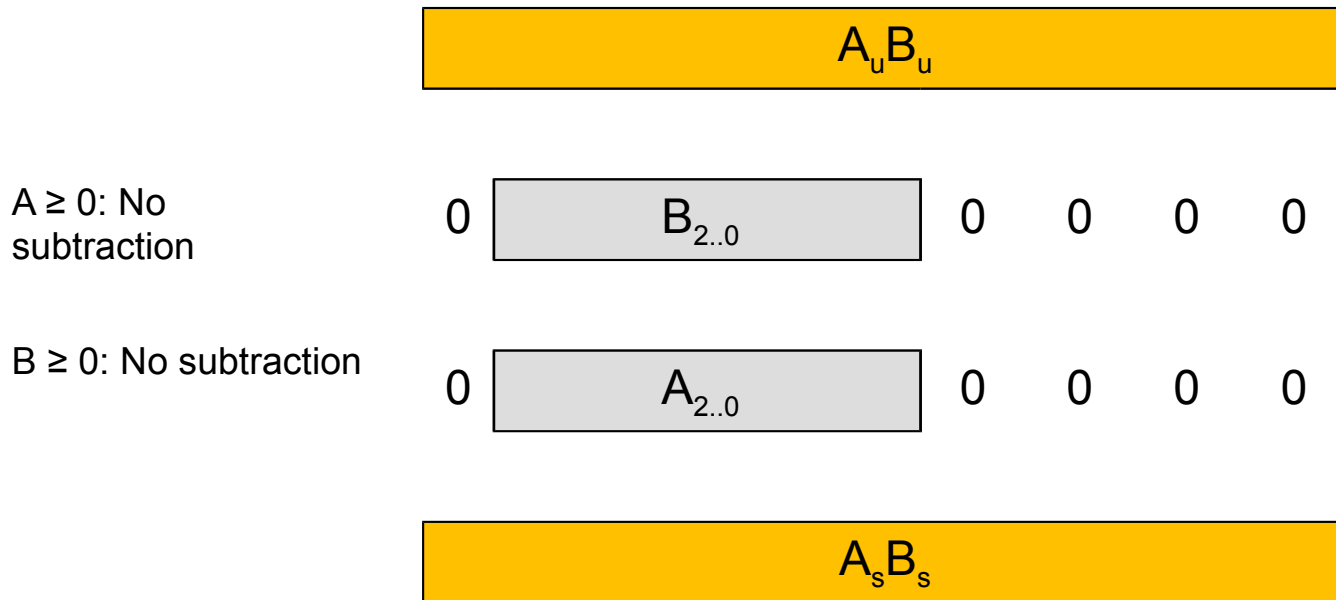 AᵤBᵤ
A ≥ 0: No
subtraction
0 B₂..₀ 0 0 0 0
B ≥ 0: No subtraction
0 A₂..₀ 0 0 0 0
AₛBₛ